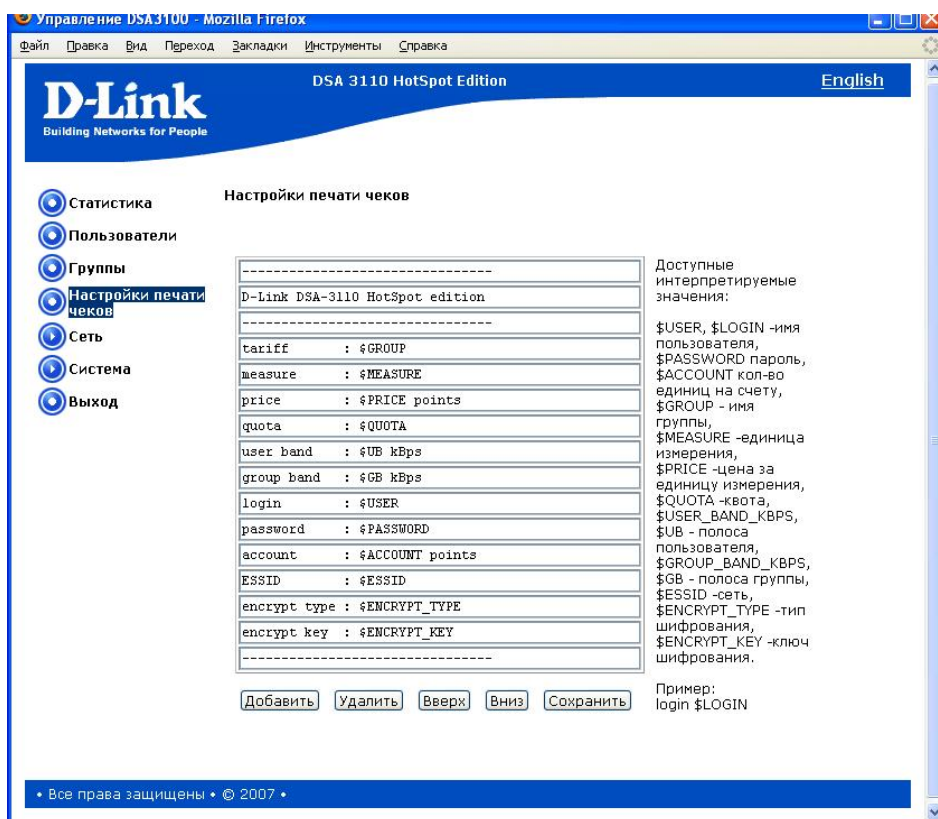 Управление DSA3100 - Mozilla Firefox
Файл Правка Вид Переход Закладки Инструменты Справка
D-Link
Building Networks for People
DSA 3110 HotSpot Edition
English
Статистика
Пользователи
Группы
Настройки печати
чеков
Сеть
Система
Выход
Настройки печати чеков
--------------------------------
D-Link DSA-3110 HotSpot edition
--------------------------------
tariff : $GROUP
measure : $MEASURE
price : $PRICE points
quota : $QUOTA
user band : $UB kBps
group band : $GB kBps
login : $USER
password : $PASSWORD
account : $ACCOUNT points
ESSID : $ESSID
encrypt type : $ENCRYPT_TYPE
encrypt key : $ENCRYPT_KEY
--------------------------------
Добавить Удалить Вверх Вниз Сохранить
Доступные
интерпретируемые
значения:
$USER, $LOGIN -имя
пользователя,
$PASSWORD пароль,
$ACCOUNT кол-во
единиц на счету,
$GROUP - имя
группы,
$MEASURE -единица
измерения,
$PRICE -цена за
единицу измерения,
$QUOTA -квота,
$USER_BAND_KBPS,
$UB - полоса
пользователя,
$GROUP_BAND_KBPS,
$GB - полоса группы,
$ESSID -сеть,
$ENCRYPT_TYPE -тип
шифрования,
$ENCRYPT_KEY -ключ
шифрования.
Пример:
login $LOGIN
• Все права защищены • © 2007 •